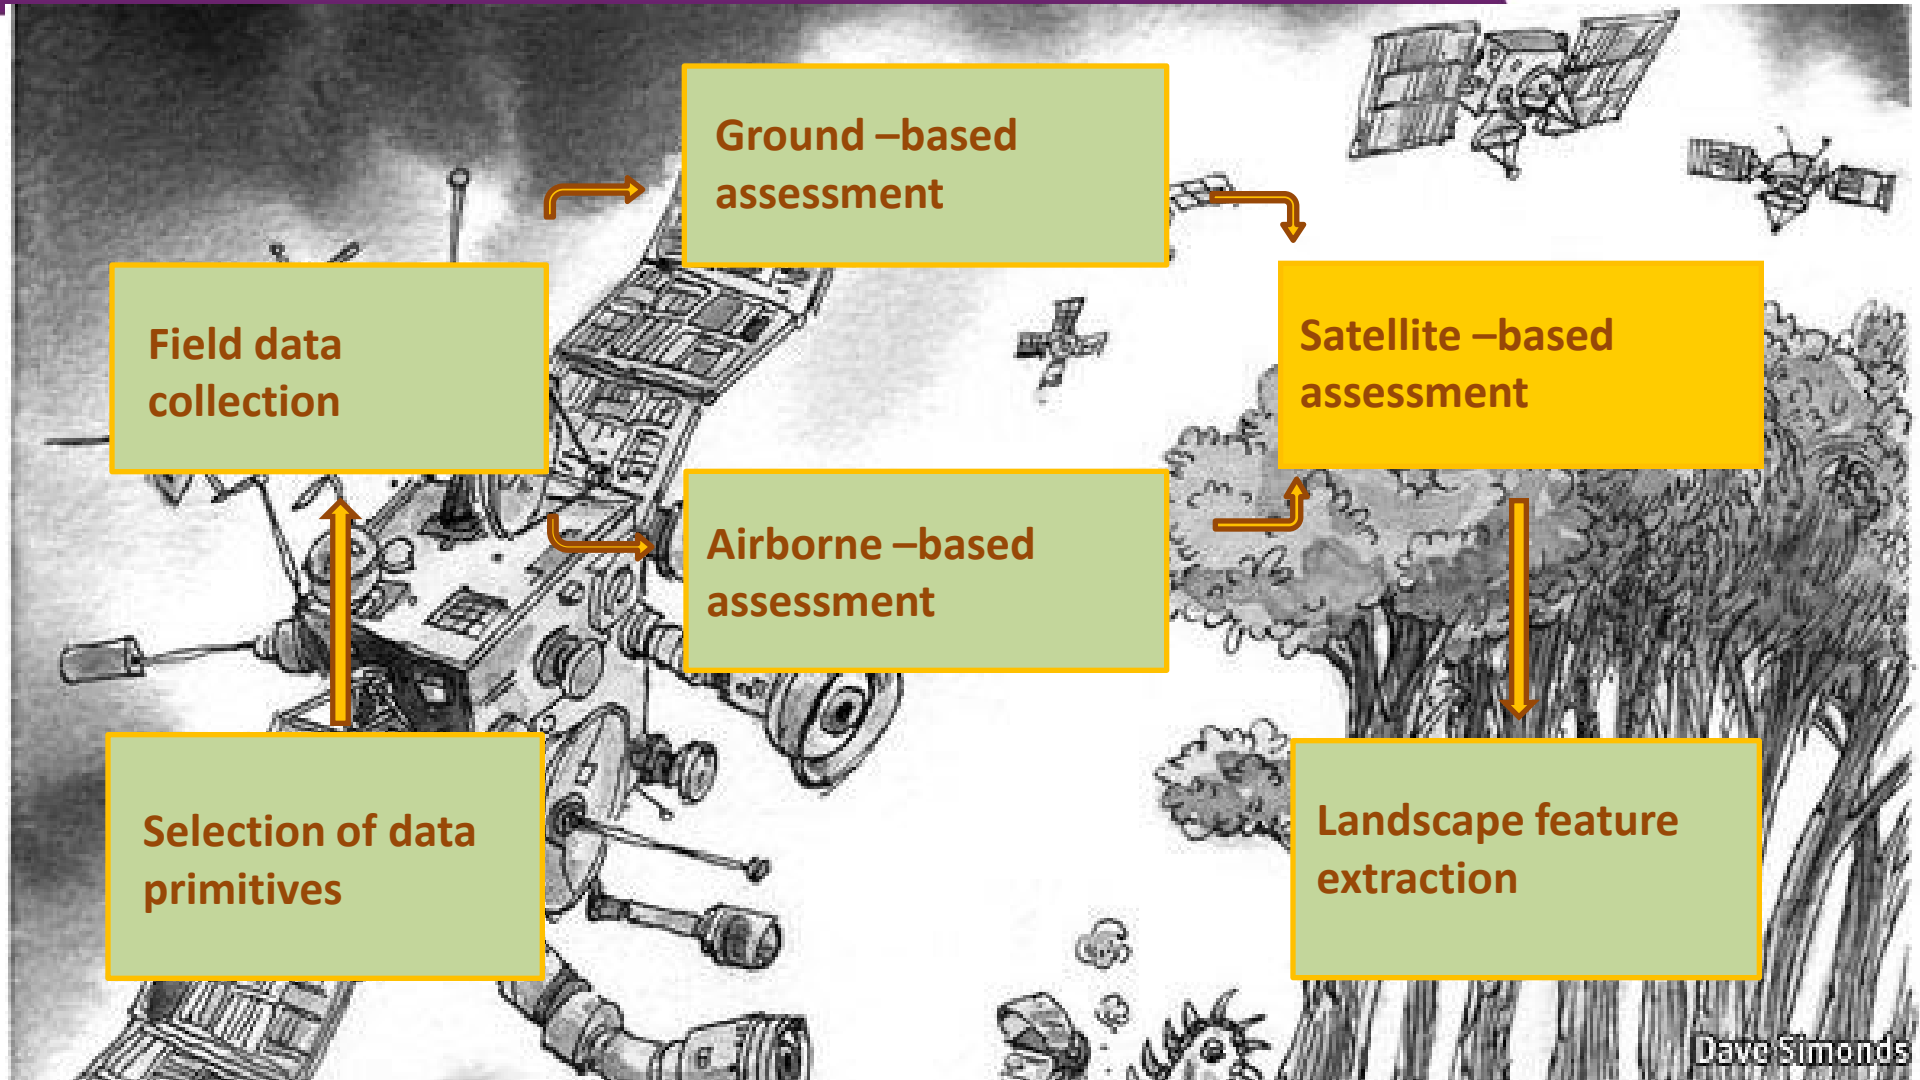 Ground –based
assessment
Field data
collection
Satellite –based
assessment
Airborne –based
assessment
Selection of data
primitives
Landscape feature
extraction
Dave Simonds